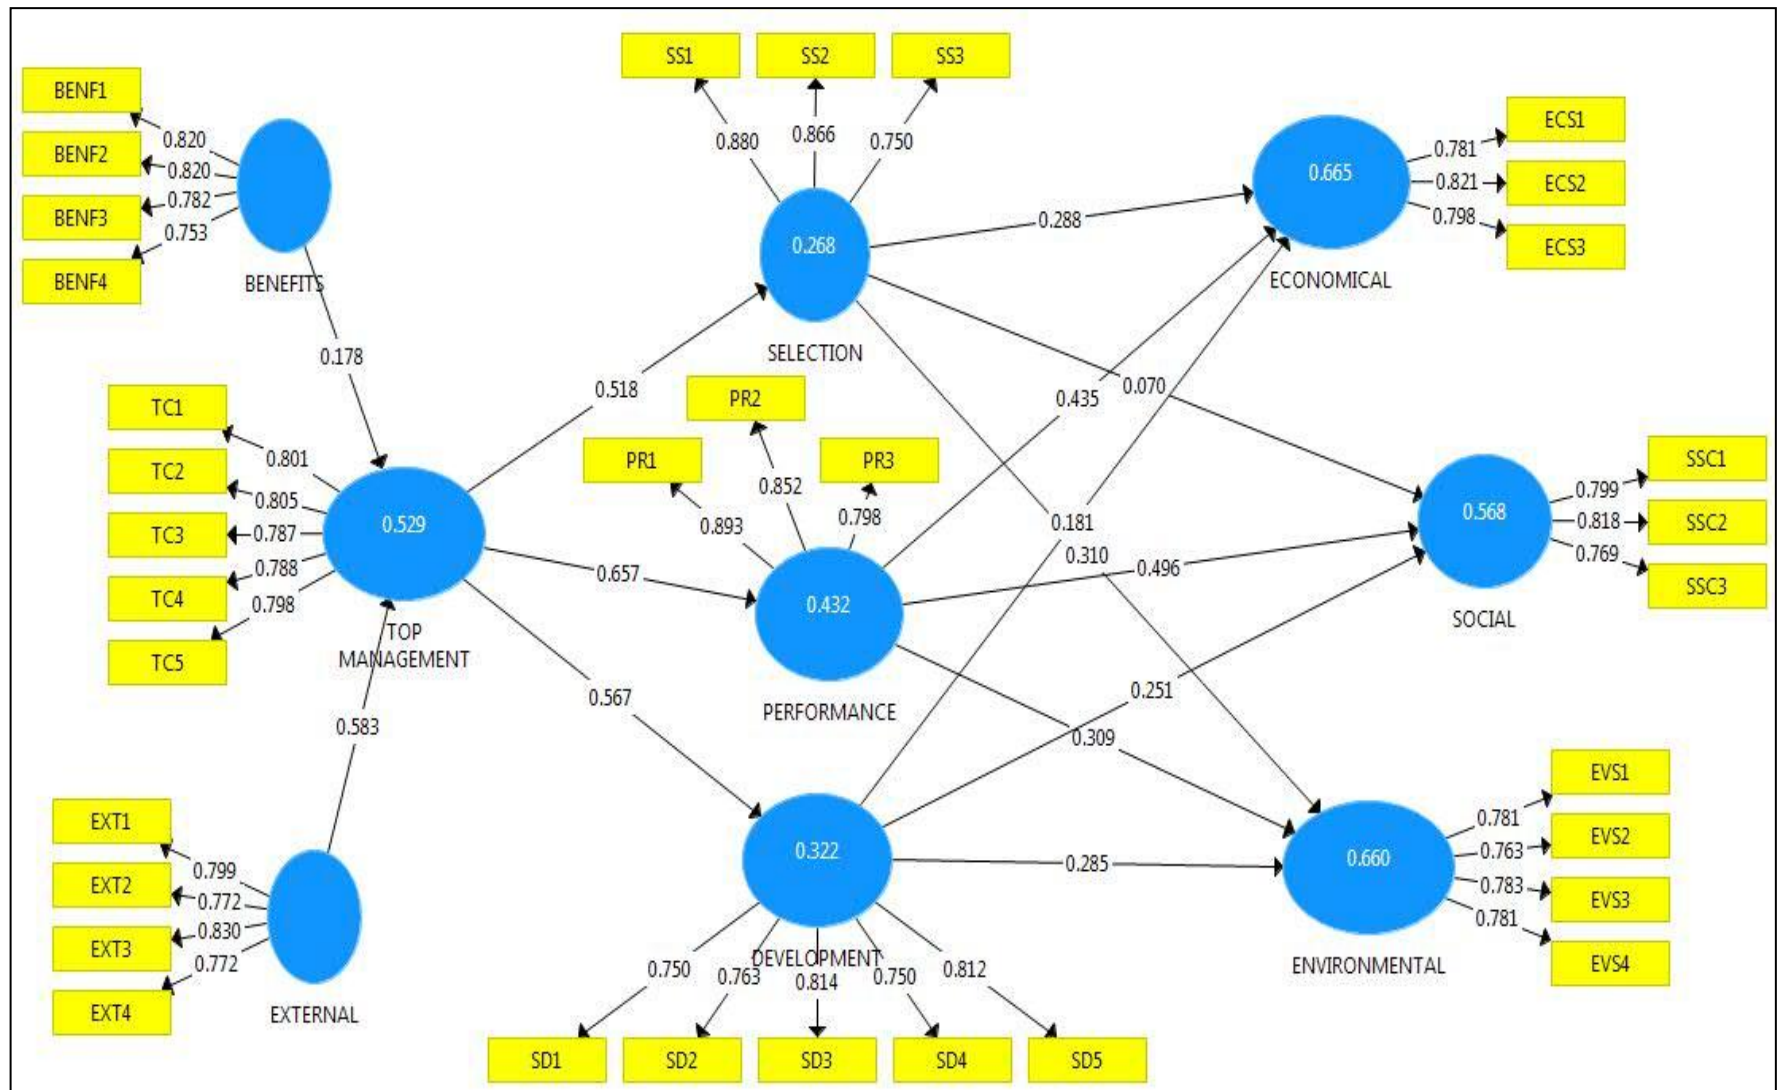 SS1
SS2
SS3
BENF1
BENF2
BENF3
BENF4
0.820
0.820
0.782
0.753
BENEFITS
0.178
0.880
0.866
0.750
0.268
SELECTION
0.665
ECONOMICAL
0.781
0.821
0.798
ECS1
ECS2
ECS3
0.288
0.070
0.435
0.518
TC1
TC2
TC3
TC4
TC5
0.801
0.805
0.787
0.788
0.798
0.529
TOP
MANAGEMENT
PR1
PR2
PR3
0.893
0.852
0.798
0.657
0.432
PERFORMANCE
0.181
0.310
0.496
0.568
SOCIAL
0.799
0.818
0.769
SSC1
SSC2
SSC3
0.583
0.567
0.251
0.309
EXT1
EXT2
EXT3
EXT4
0.799
0.772
0.830
0.772
EXTERNAL
0.322
DEVELOPMENT
0.285
0.660
ENVIRONMENTAL
0.781
0.763
0.783
0.781
EVS1
EVS2
EVS3
EVS4
0.750
0.763
0.814
0.750
0.812
SD1
SD2
SD3
SD4
SD5